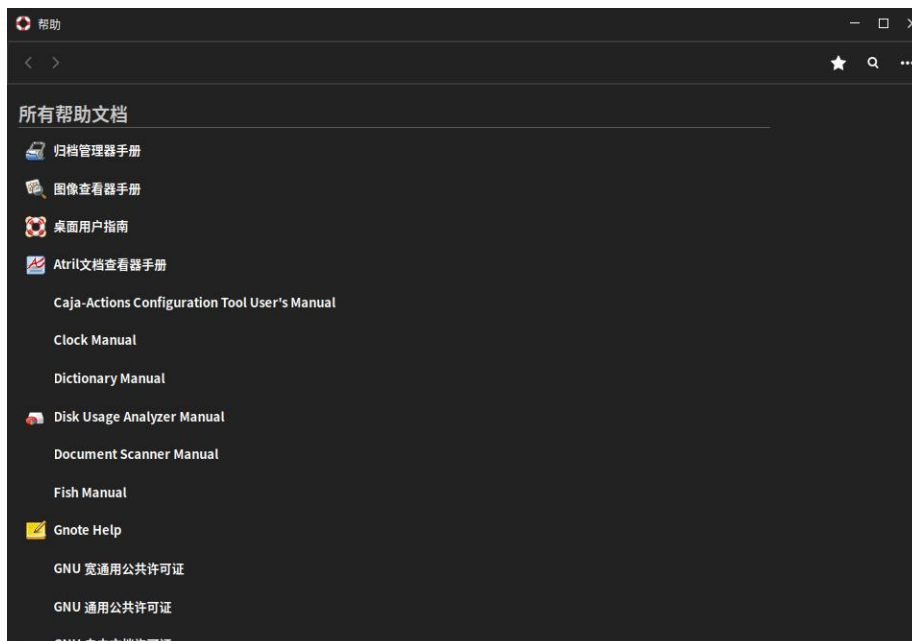 帮助
所有帮助文档
归档管理器手册
图像查看器手册
桌面用户指南
Atril文档查看器手册
Caja-Actions Configuration Tool User's Manual
Clock Manual
Dictionary Manual
Disk Usage Analyzer Manual
Document Scanner Manual
Fish Manual
Gnote Help
GNU 宽通用公共许可证
GNU 通用公共许可证